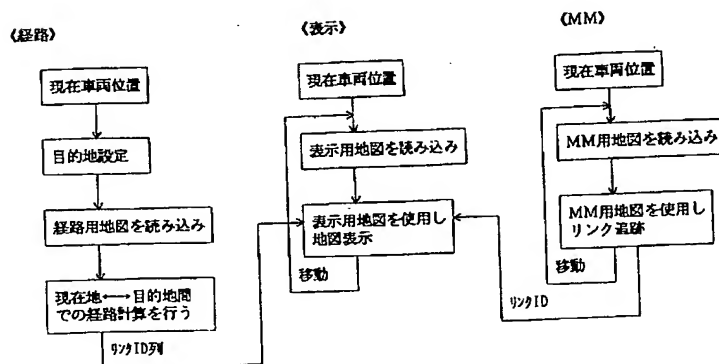 《経路》
現在車両位置
目的地設定
経路用地図を読み込み
現在地⟷目的地間
での経路計算を行う
リンクID列
《表示》
現在車両位置
表示用地図を読み込み
表示用地図を使用し
地図表示
移動
《MM》
現在車両位置
MM用地図を読み込み
MM用地図を使用し
リンク追跡
移動
リンクID